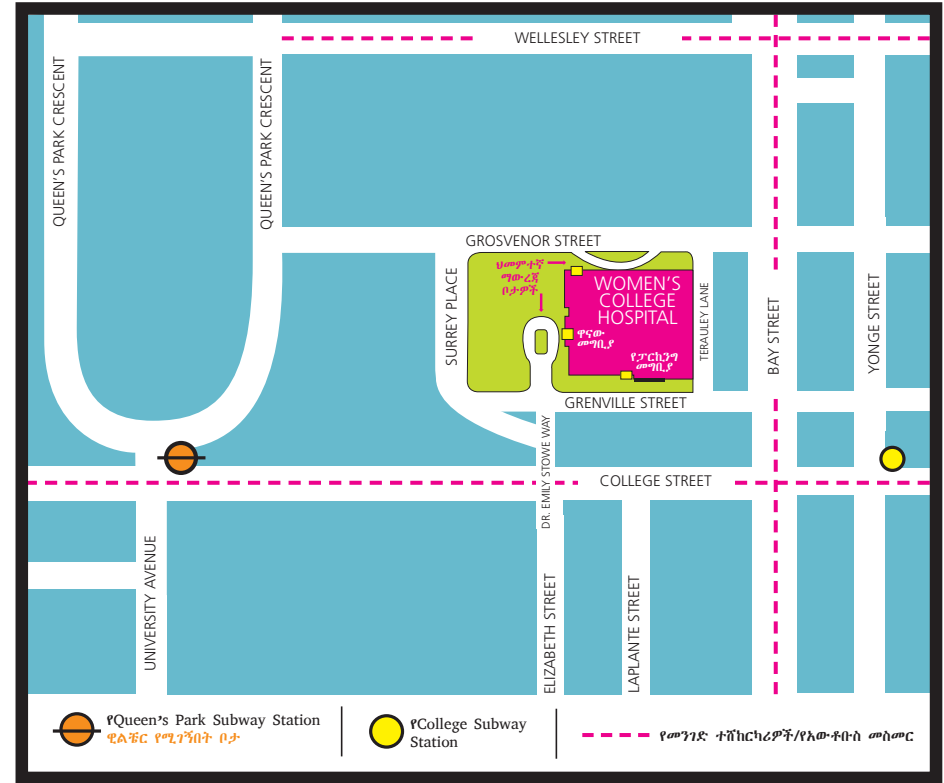 WELLESLEY STREET
QUEEN'S PARK CRESCENT
QUEEN'S PARK CRESCENT
GROSVENOR STREET
ህመምተኛ
ማውረጃ
ቦታዎች
WOMEN'S
COLLEGE
HOSPITAL
ዋናው
መግቢያ
የፓርኪንግ
መግቢያ
SURREY PLACE
TERAULEY LANE
BAY STREET
YONGE STREET
GRENVILLE STREET
DR. EMILY STOWE WAY
COLLEGE STREET
UNIVERSITY AVENUE
ELIZABETH STREET
LAPLANTE STREET
የQueen's Park Subway Station
ዊልቼር የሚገኝበት ቦታ
የCollege Subway
Station
የመንገድ ተሽከርካሪዎች/የአውቶቡስ መስመር